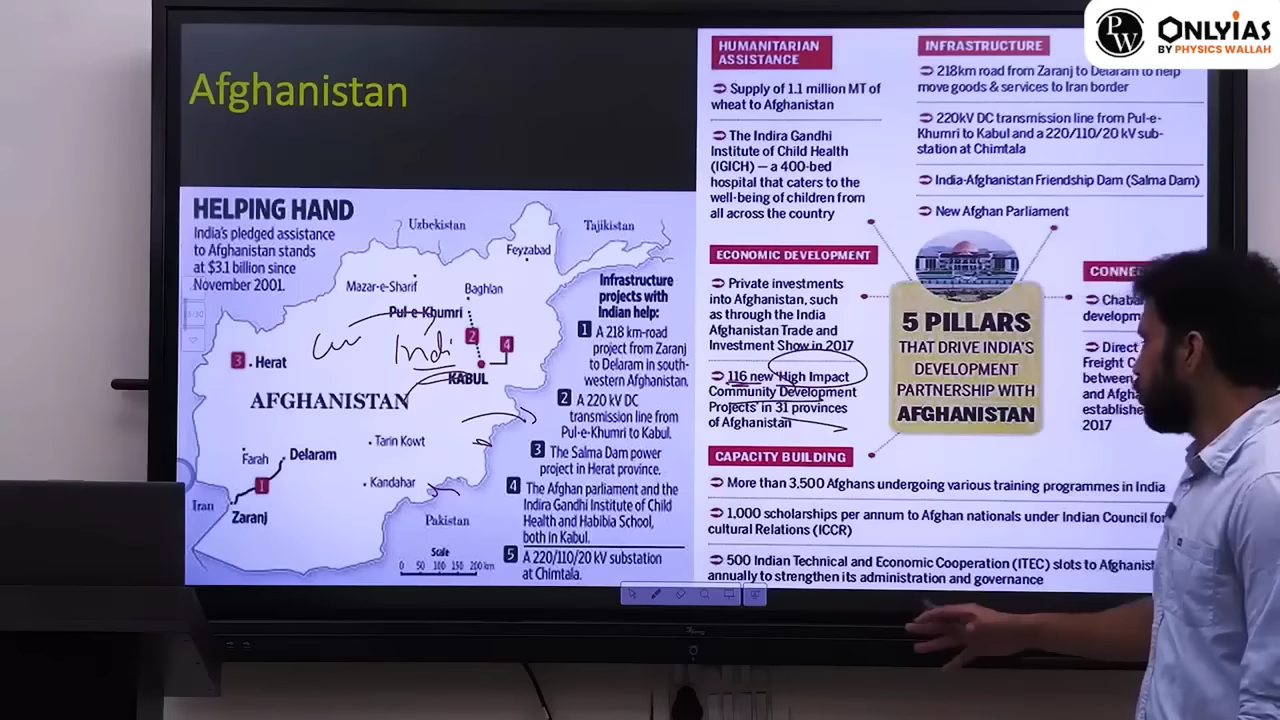 PW
ONLYIAS
BY PHYSICS WALLAH
Afghanistan
HELPING HAND
India's pledged assistance
to Afghanistan stands
at $3.1 billion since
November 2001.
Uzbekistan
Tajikistan
Feyzabad
Mazar-e-Sharif
Baghlan
Pul-e-Khumri
2
4
3
Herat
Indi
KABUL
AFGHANISTAN
Tarin Kowt
Farah
Delaram
1
Kandahar
Iran
Zaranj
Pakistan
Scale
0 50 100 150 200 km
Infrastructure
projects with
Indian help:
1 A 218 km-road
project from Zaranj
to Delaram in south-
western Afghanistan.
2 A 220 kV DC
transmission line from
Pul-e-Khumri to Kabul.
3 The Salma Dam power
project in Herat province.
4 The Afghan parliament and the
Indira Gandhi Institute of Child
Health and Habibia School,
both in Kabul.
5 A 220/110/20 kV substation
at Chimtala.
HUMANITARIAN
ASSISTANCE
Supply of 1.1 million MT of
wheat to Afghanistan
The Indira Gandhi
Institute of Child Health
(IGICH) — a 400-bed
hospital that caters to the
well-being of children from
all across the country
INFRASTRUCTURE
218km road from Zaranj to Delaram to help
move goods & services to Iran border
220kV DC transmission line from Pul-e-
Khumri to Kabul and a 220/110/20 kV sub-
station at Chimtala
India-Afghanistan Friendship Dam (Salma Dam)
New Afghan Parliament
ECONOMIC DEVELOPMENT
Private investments
into Afghanistan, such
as through the India
Afghanistan Trade and
Investment Show in 2017
116 new 'High Impact
Community Development
Projects' in 31 provinces
of Afghanistan
5 PILLARS
THAT DRIVE INDIA'S
DEVELOPMENT
PARTNERSHIP WITH
AFGHANISTAN
CONNE
Chaba
developm
Direct
Freight C
between
and Afgha
establishe
2017
CAPACITY BUILDING
More than 3,500 Afghans undergoing various training programmes in India
1,000 scholarships per annum to Afghan nationals under Indian Council for
cultural Relations (ICCR)
500 Indian Technical and Economic Cooperation (ITEC) slots to Afghanist
annually to strengthen its administration and governance